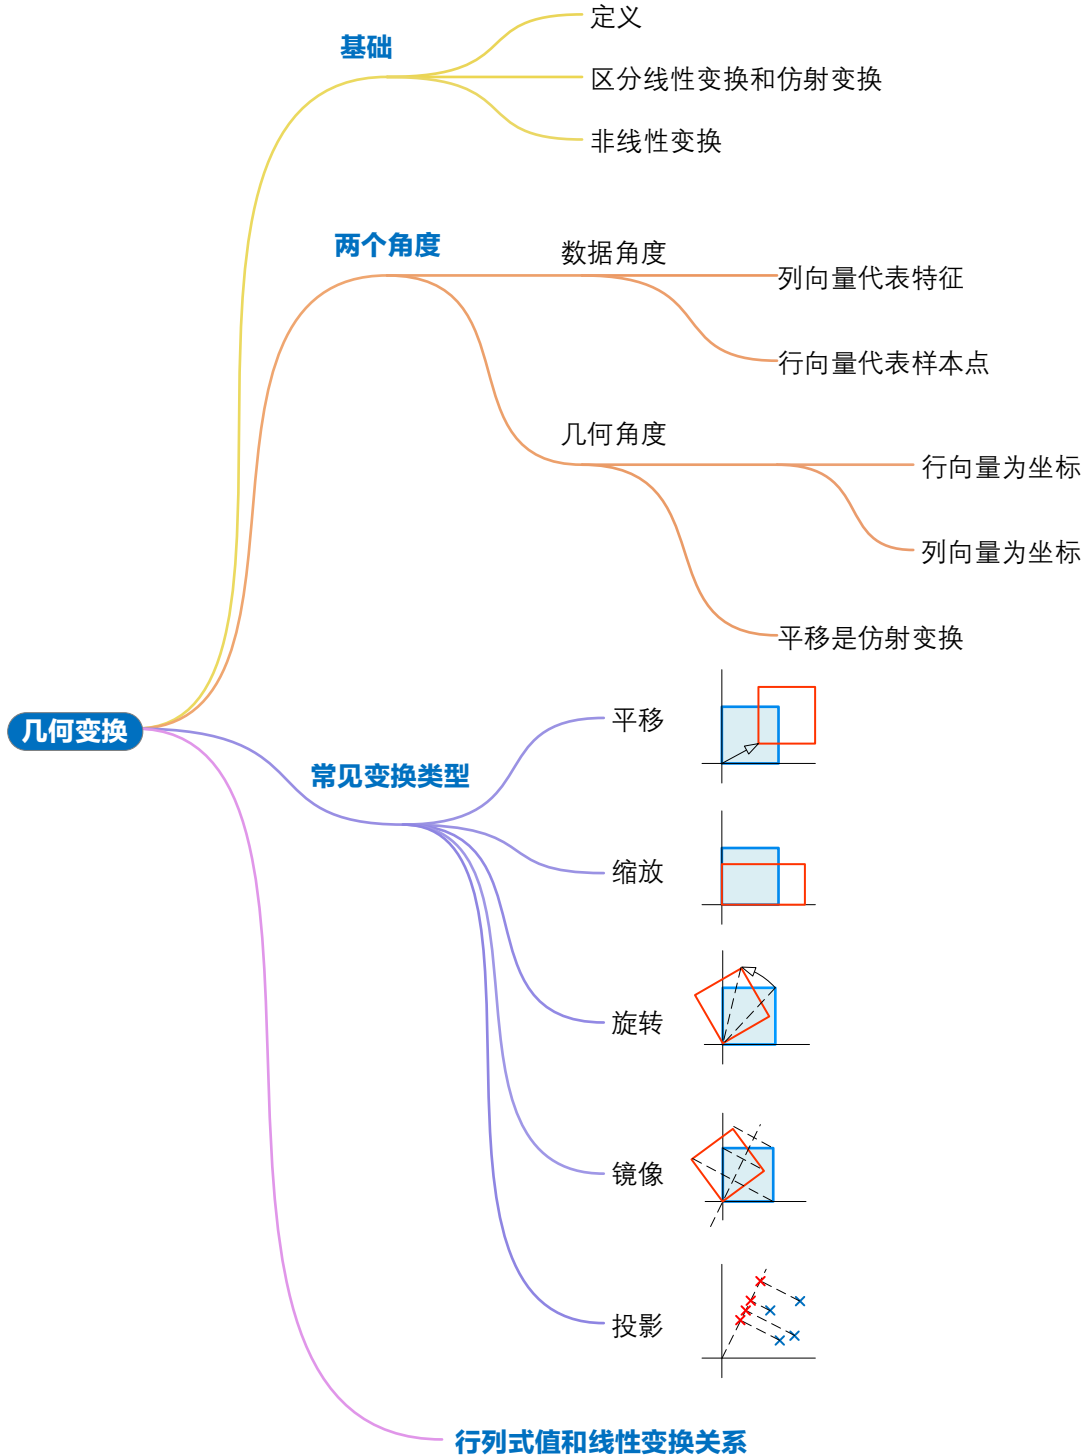 定义
基础
区分线性变换和仿射变换
非线性变换
两个角度
数据角度
列向量代表特征
行向量代表样本点
几何角度
行向量为坐标
列向量为坐标
平移是仿射变换
几何变换
平移
常见变换类型
缩放
旋转
镜像
投影
行列式值和线性变换关系